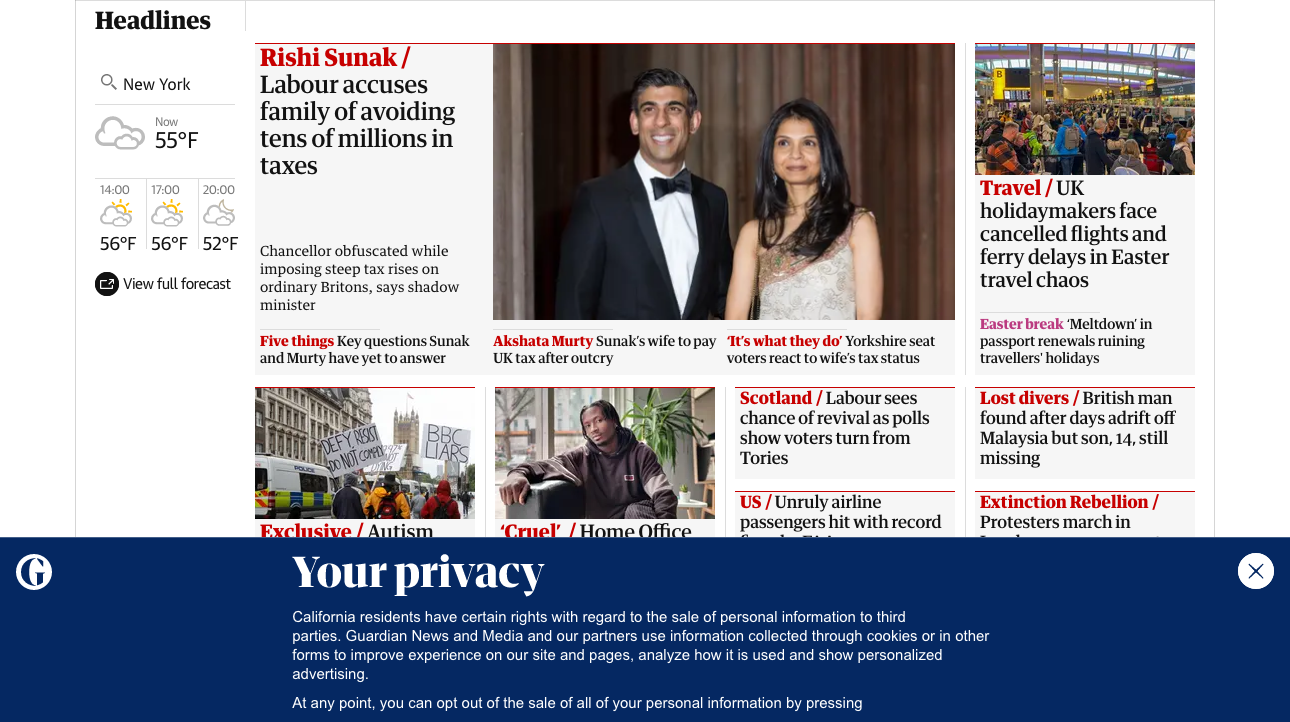 Headlines
New York
Now
55°F
14:00
17:00
20:00
56°F
56°F
52°F
View full forecast
Rishi Sunak /
Labour accuses
family of avoiding
tens of millions in
taxes
Chancellor obfuscated while
imposing steep tax rises on
ordinary Britons, says shadow
minister
Five things Key questions Sunak
and Murty have yet to answer
Akshata Murty Sunak’s wife to pay
UK tax after outcry
‘It’s what they do’ Yorkshire seat
voters react to wife’s tax status
B
Travel / UK
holidaymakers face
cancelled flights and
ferry delays in Easter
travel chaos
Easter break ‘Meltdown’ in
passport renewals ruining
travellers' holidays
POLICE
DEFY RESIST
DO NOT
BBC
LIARS
Exclusive / Autism
‘Cruel’ / Home Office
Scotland / Labour sees
chance of revival as polls
show voters turn from
Tories
US / Unruly airline
passengers hit with record
Lost divers / British man
found after days adrift off
Malaysia but son, 14, still
missing
Extinction Rebellion /
Protesters march in
G
Your privacy
California residents have certain rights with regard to the sale of personal information to third
parties. Guardian News and Media and our partners use information collected through cookies or in other
forms to improve experience on our site and pages, analyze how it is used and show personalized
advertising.
At any point, you can opt out of the sale of all of your personal information by pressing